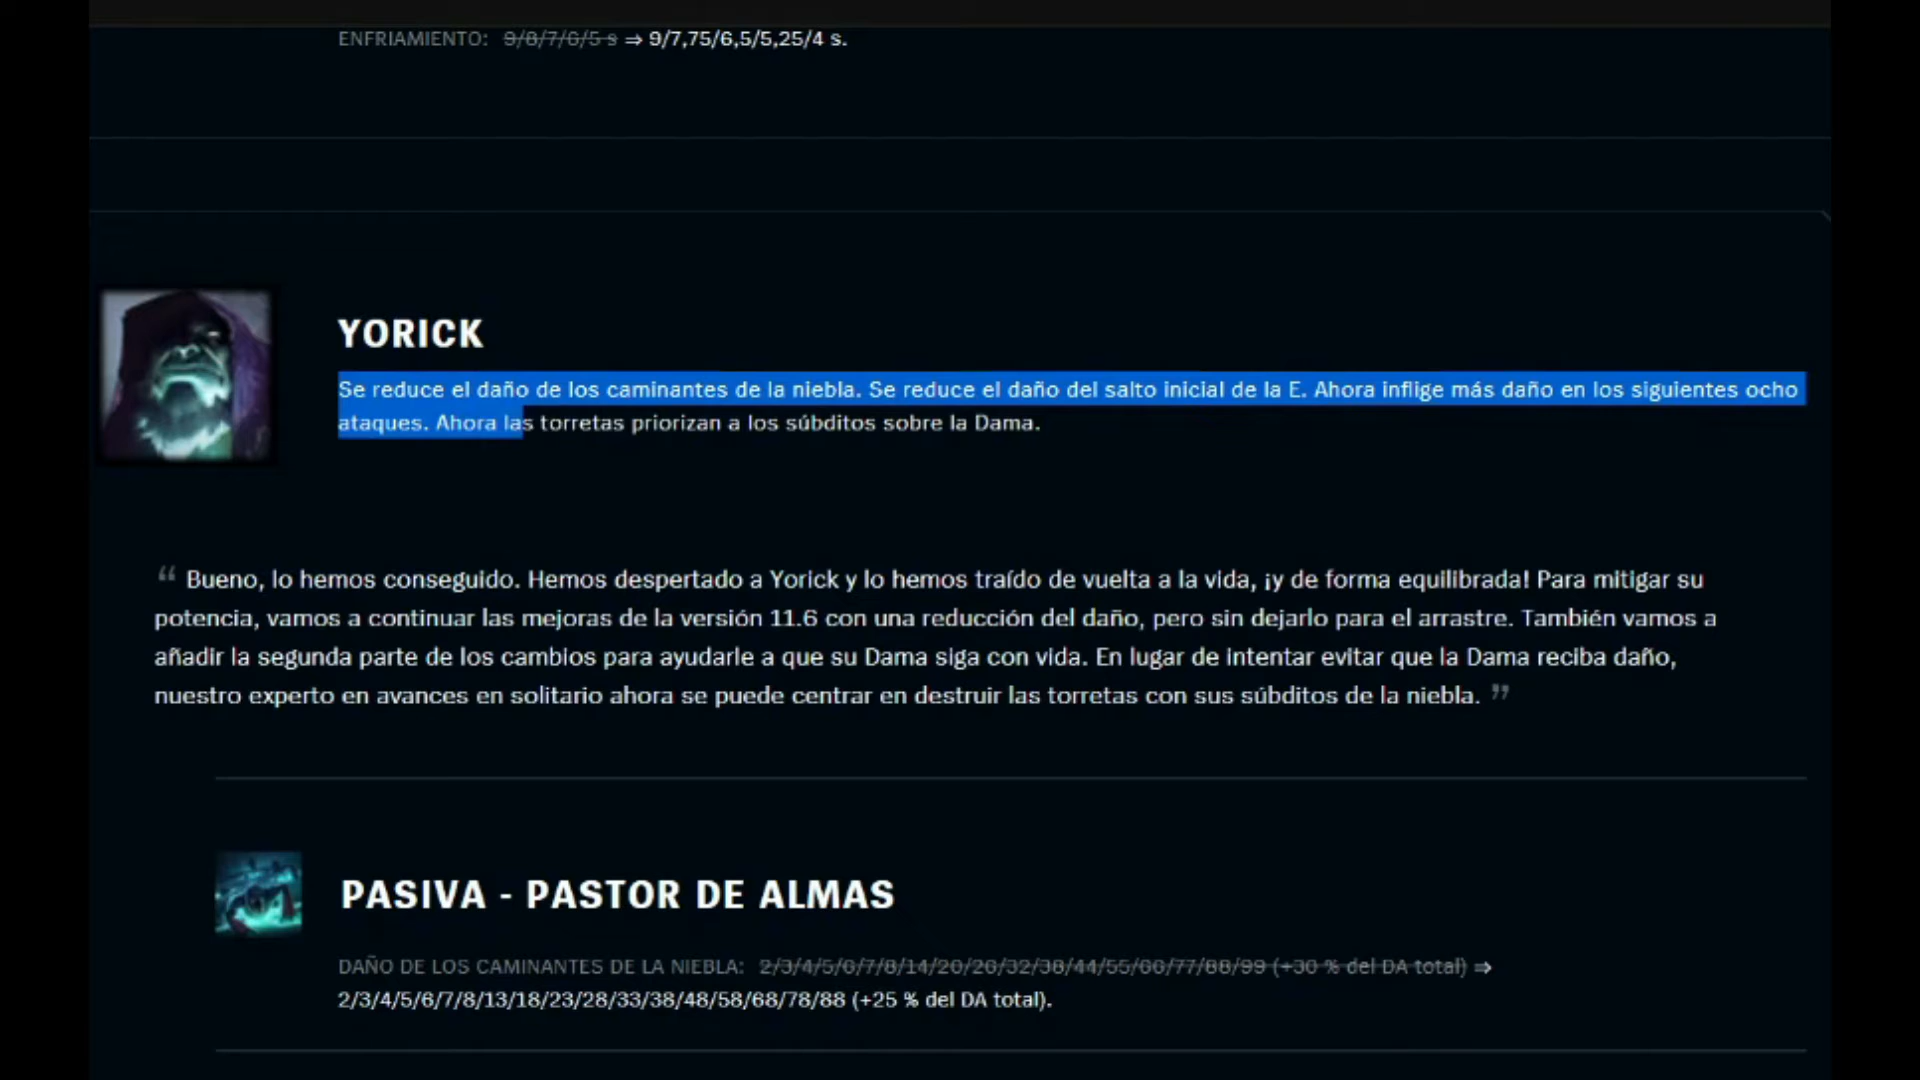 ENFRIAMIENTO: 9/8/7/6/5 s ⇒ 9/7,75/6,5/5,25/4 s.
YORICK
Se reduce el daño de los caminantes de la niebla. Se reduce el daño del salto inicial de la E. Ahora inflige más daño en los siguientes ocho
ataques. Ahora las torretas priorizan a los súbditos sobre la Dama.
“ Bueno, lo hemos conseguido. Hemos despertado a Yorick y lo hemos traído de vuelta a la vida, ¡y de forma equilibrada! Para mitigar su
potencia, vamos a continuar las mejoras de la versión 11.6 con una reducción del daño, pero sin dejarlo para el arrastre. También vamos a
añadir la segunda parte de los cambios para ayudarle a que su Dama siga con vida. En lugar de intentar evitar que la Dama reciba daño,
nuestro experto en avances en solitario ahora se puede centrar en destruir las torretas con sus súbditos de la niebla. ”
PASIVA - PASTOR DE ALMAS
DAÑO DE LOS CAMINANTES DE LA NIEBLA: 2/3/4/5/6/7/8/14/20/26/32/38/44/55/66/77/88/99 (+30 % del DA total) ⇒
2/3/4/5/6/7/8/13/18/23/28/33/38/48/58/68/78/88 (+25 % del DA total).